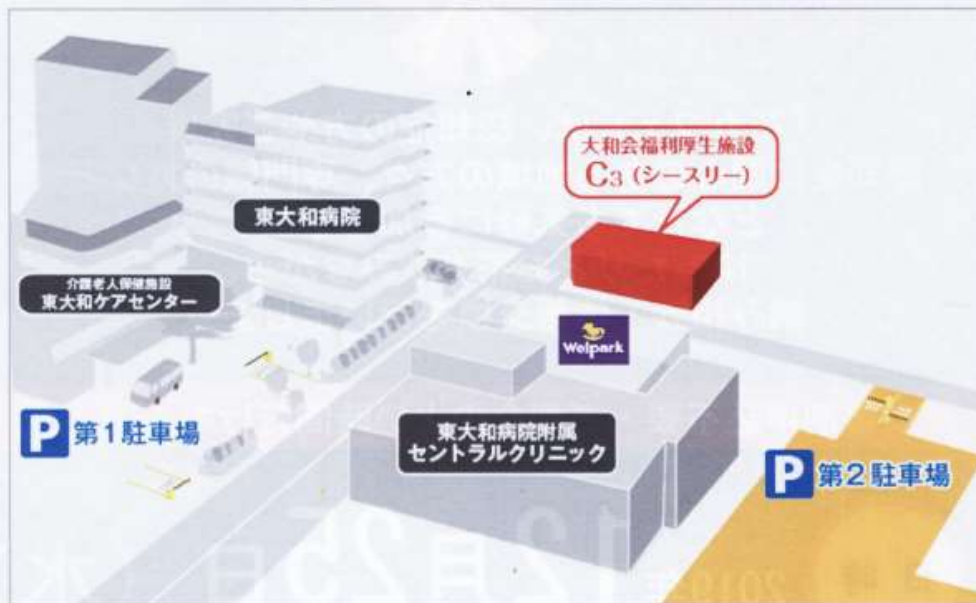 大和会福利厚生施設
C3(シースリー)
東大和病院
介護老人保健施設
東大和ケアセンター
Welpark
P 第1駐車場
東大和病院附属
セントラルクリニック
P 第2駐車場